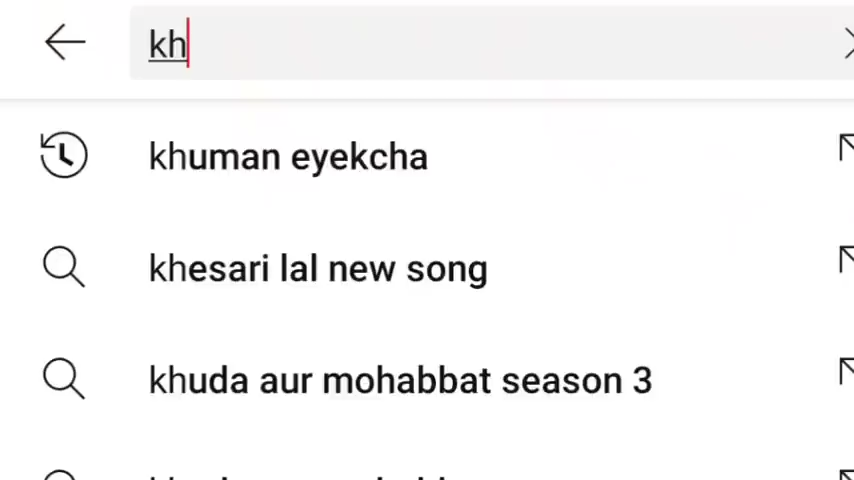 kh
khuman eyekcha
khesari lal new song
khuda aur mohabbat season 3